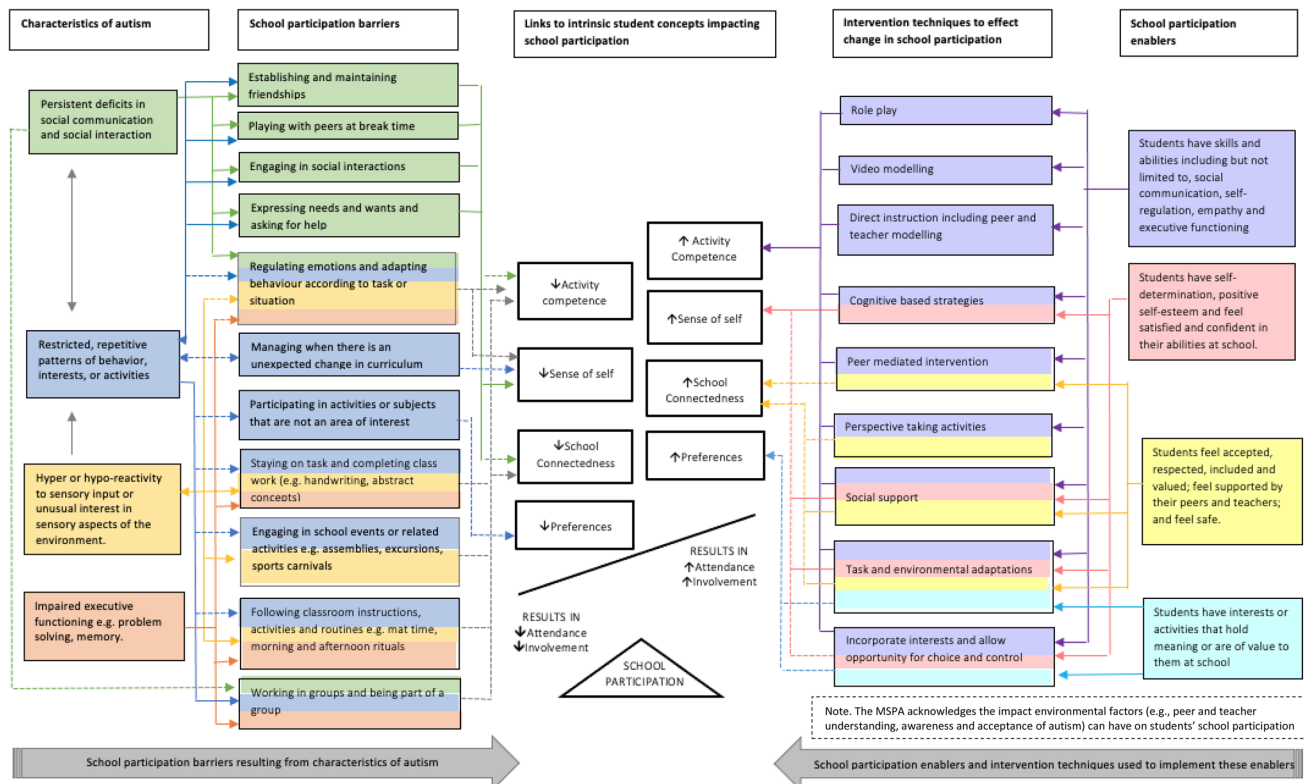 Characteristics of autism
School participation barriers
Links to intrinsic student concepts impacting
school participation
Intervention techniques to effect
change in school participation
School participation
enablers
Persistent deficits in
social communication
and social interaction
Restricted, repetitive
patterns of behavior,
interests, or activities
Hyper or hypo-reactivity
to sensory input or
unusual interest in
sensory aspects of the
environment.
Impaired executive
functioning e.g. problem
solving, memory.
Establishing and maintaining
friendships
Playing with peers at break time
Engaging in social interactions
Expressing needs and wants and
asking for help
Regulating emotions and adapting
behaviour according to task or
situation
Managing when there is an
unexpected change in curriculum
Participating in activities or subjects
that are not an area of interest
Staying on task and completing class
work (e.g. handwriting, abstract
concepts)
Engaging in school events or related
activities e.g. assemblies, excursions,
sports carnivals
Following classroom instructions,
activities and routines e.g. mat time,
morning and afternoon rituals
Working in groups and being part of a
group
↓Activity
competence
↓Sense of self
↓School
Connectedness
↓Preferences
↑ Activity
Competence
↑Sense of self
↑School
Connectedness
↑Preferences
RESULTS IN
↑Attendance
↑Involvement
RESULTS IN
↓Attendance
↓Involvement
SCHOOL
PARTICIPATION
Role play
Video modelling
Direct instruction including peer and
teacher modelling
Cognitive based strategies
Peer mediated intervention
Perspective taking activities
Social support
Task and environmental adaptations
Incorporate interests and allow
opportunity for choice and control
Students have skills and
abilities including but not
limited to, social
communication, self-
regulation, empathy and
executive functioning
Students have self-
determination, positive
self-esteem and feel
satisfied and confident in
their abilities at school.
Students feel accepted,
respected, included and
valued; feel supported by
their peers and teachers;
and feel safe.
Students have interests or
activities that hold
meaning or are of value to
them at school
Note. The MSPA acknowledges the impact environmental factors (e.g., peer and teacher
understanding, awareness and acceptance of autism) can have on students' school participation
School participation barriers resulting from characteristics of autism
School participation enablers and intervention techniques used to implement these enablers